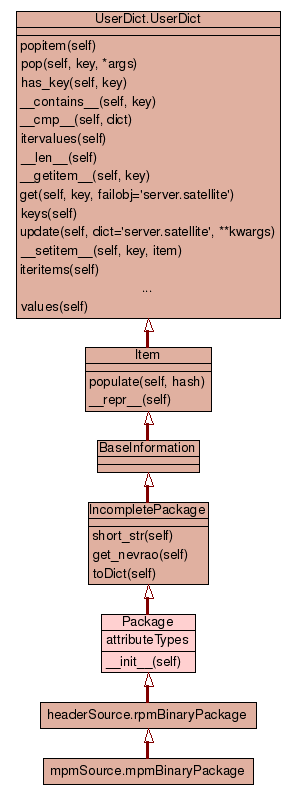 UserDict.UserDict
popitem(self)
pop(self, key, *args)
has_key(self, key)
__contains__(self, key)
__cmp__(self, dict)
itervalues(self)
__len__(self)
__getitem__(self, key)
get(self, key, failobj='server.satellite')
keys(self)
update(self, dict='server.satellite', **kwargs)
__setitem__(self, key, item)
iteritems(self)
...
values(self)
Item
populate(self, hash)
__repr__(self)
BaseInformation
IncompletePackage
short_str(self)
get_nevrao(self)
toDict(self)
Package
attributeTypes
__init__(self)
headerSource.rpmBinaryPackage
mpmSource.mpmBinaryPackage